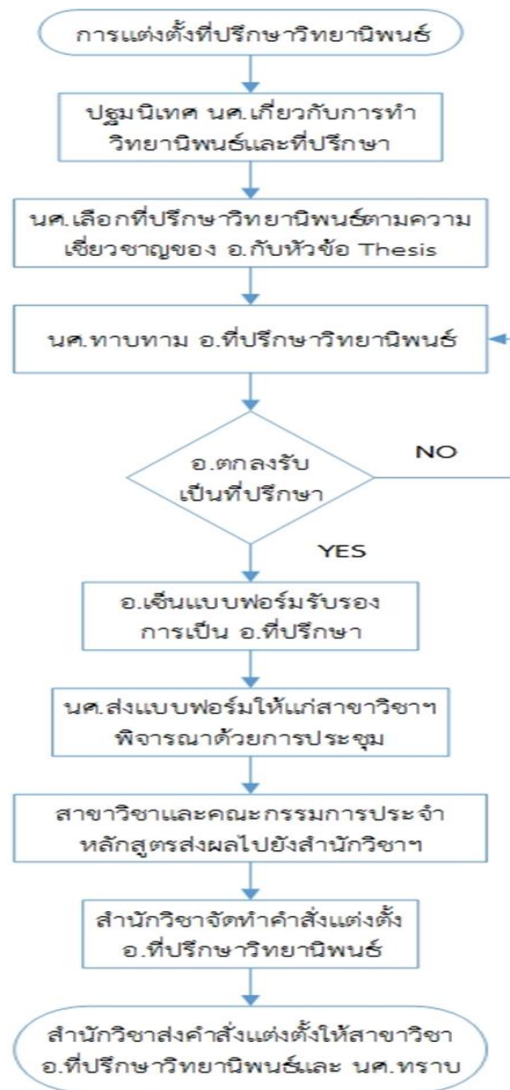 การแต่งตั้งที่ปรึกษาวิทยานิพนธ์
ปฐมนิเทศ นศ.เกี่ยวกับการทำ
วิทยานิพนธ์และที่ปรึกษา
นศ.เลือกที่ปรึกษาวิทยานิพนธ์ตามความ
เชี่ยวชาญของ อ.กับหัวข้อ Thesis
นศ.ทาบทาม อ.ที่ปรึกษาวิทยานิพนธ์
อ.ตกลงรับ
เป็นที่ปรึกษา
NO
YES
อ.เซ็นแบบฟอร์มรับรอง
การเป็น อ.ที่ปรึกษา
นศ.ส่งแบบฟอร์มให้แก่สาขาวิชาฯ
พิจารณาด้วยการประชุม
สาขาวิชาและคณะกรรมการประจำ
หลักสูตรส่งผลไปยังสำนักวิชาฯ
สำนักวิชาจัดทำคำสั่งแต่งตั้ง
อ.ที่ปรึกษาวิทยานิพนธ์
สำนักวิชาส่งคำสั่งแต่งตั้งให้สาขาวิชา
อ.ที่ปรึกษาวิทยานิพนธ์และ นศ.ทราบ